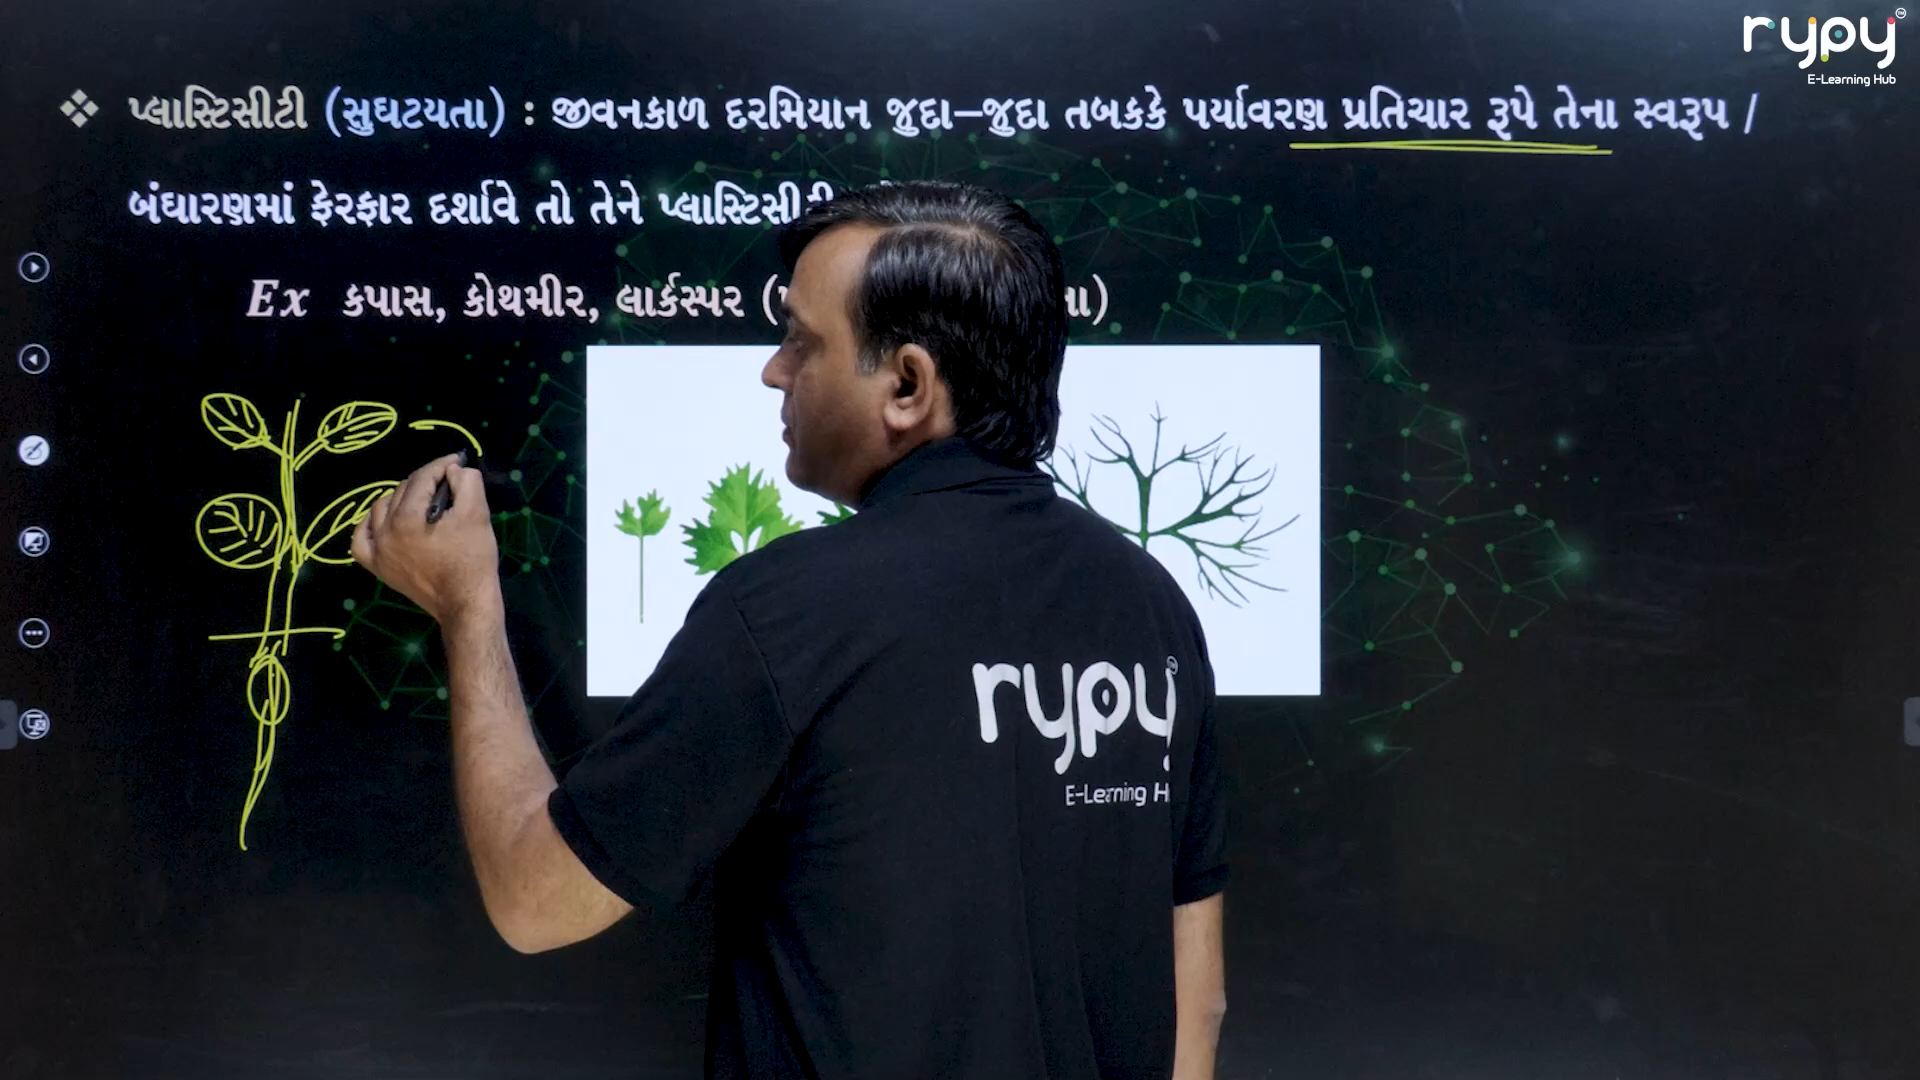 rypy™
E-Learning Hub
❖ પ્લાસ્ટિસીટી (સુઘટયતા) : જીવનકાળ દરમિયાન જુદા–જુદા તબકકે પર્યાવરણ પ્રતિચાર રૂપે તેના સ્વરૂપ /
બંઘારણમાં ફેરફાર દર્શાવે તો તેને
Ex કપાસ, કોથમીર, લાર્કસ્પર (
rypy
E-Learning